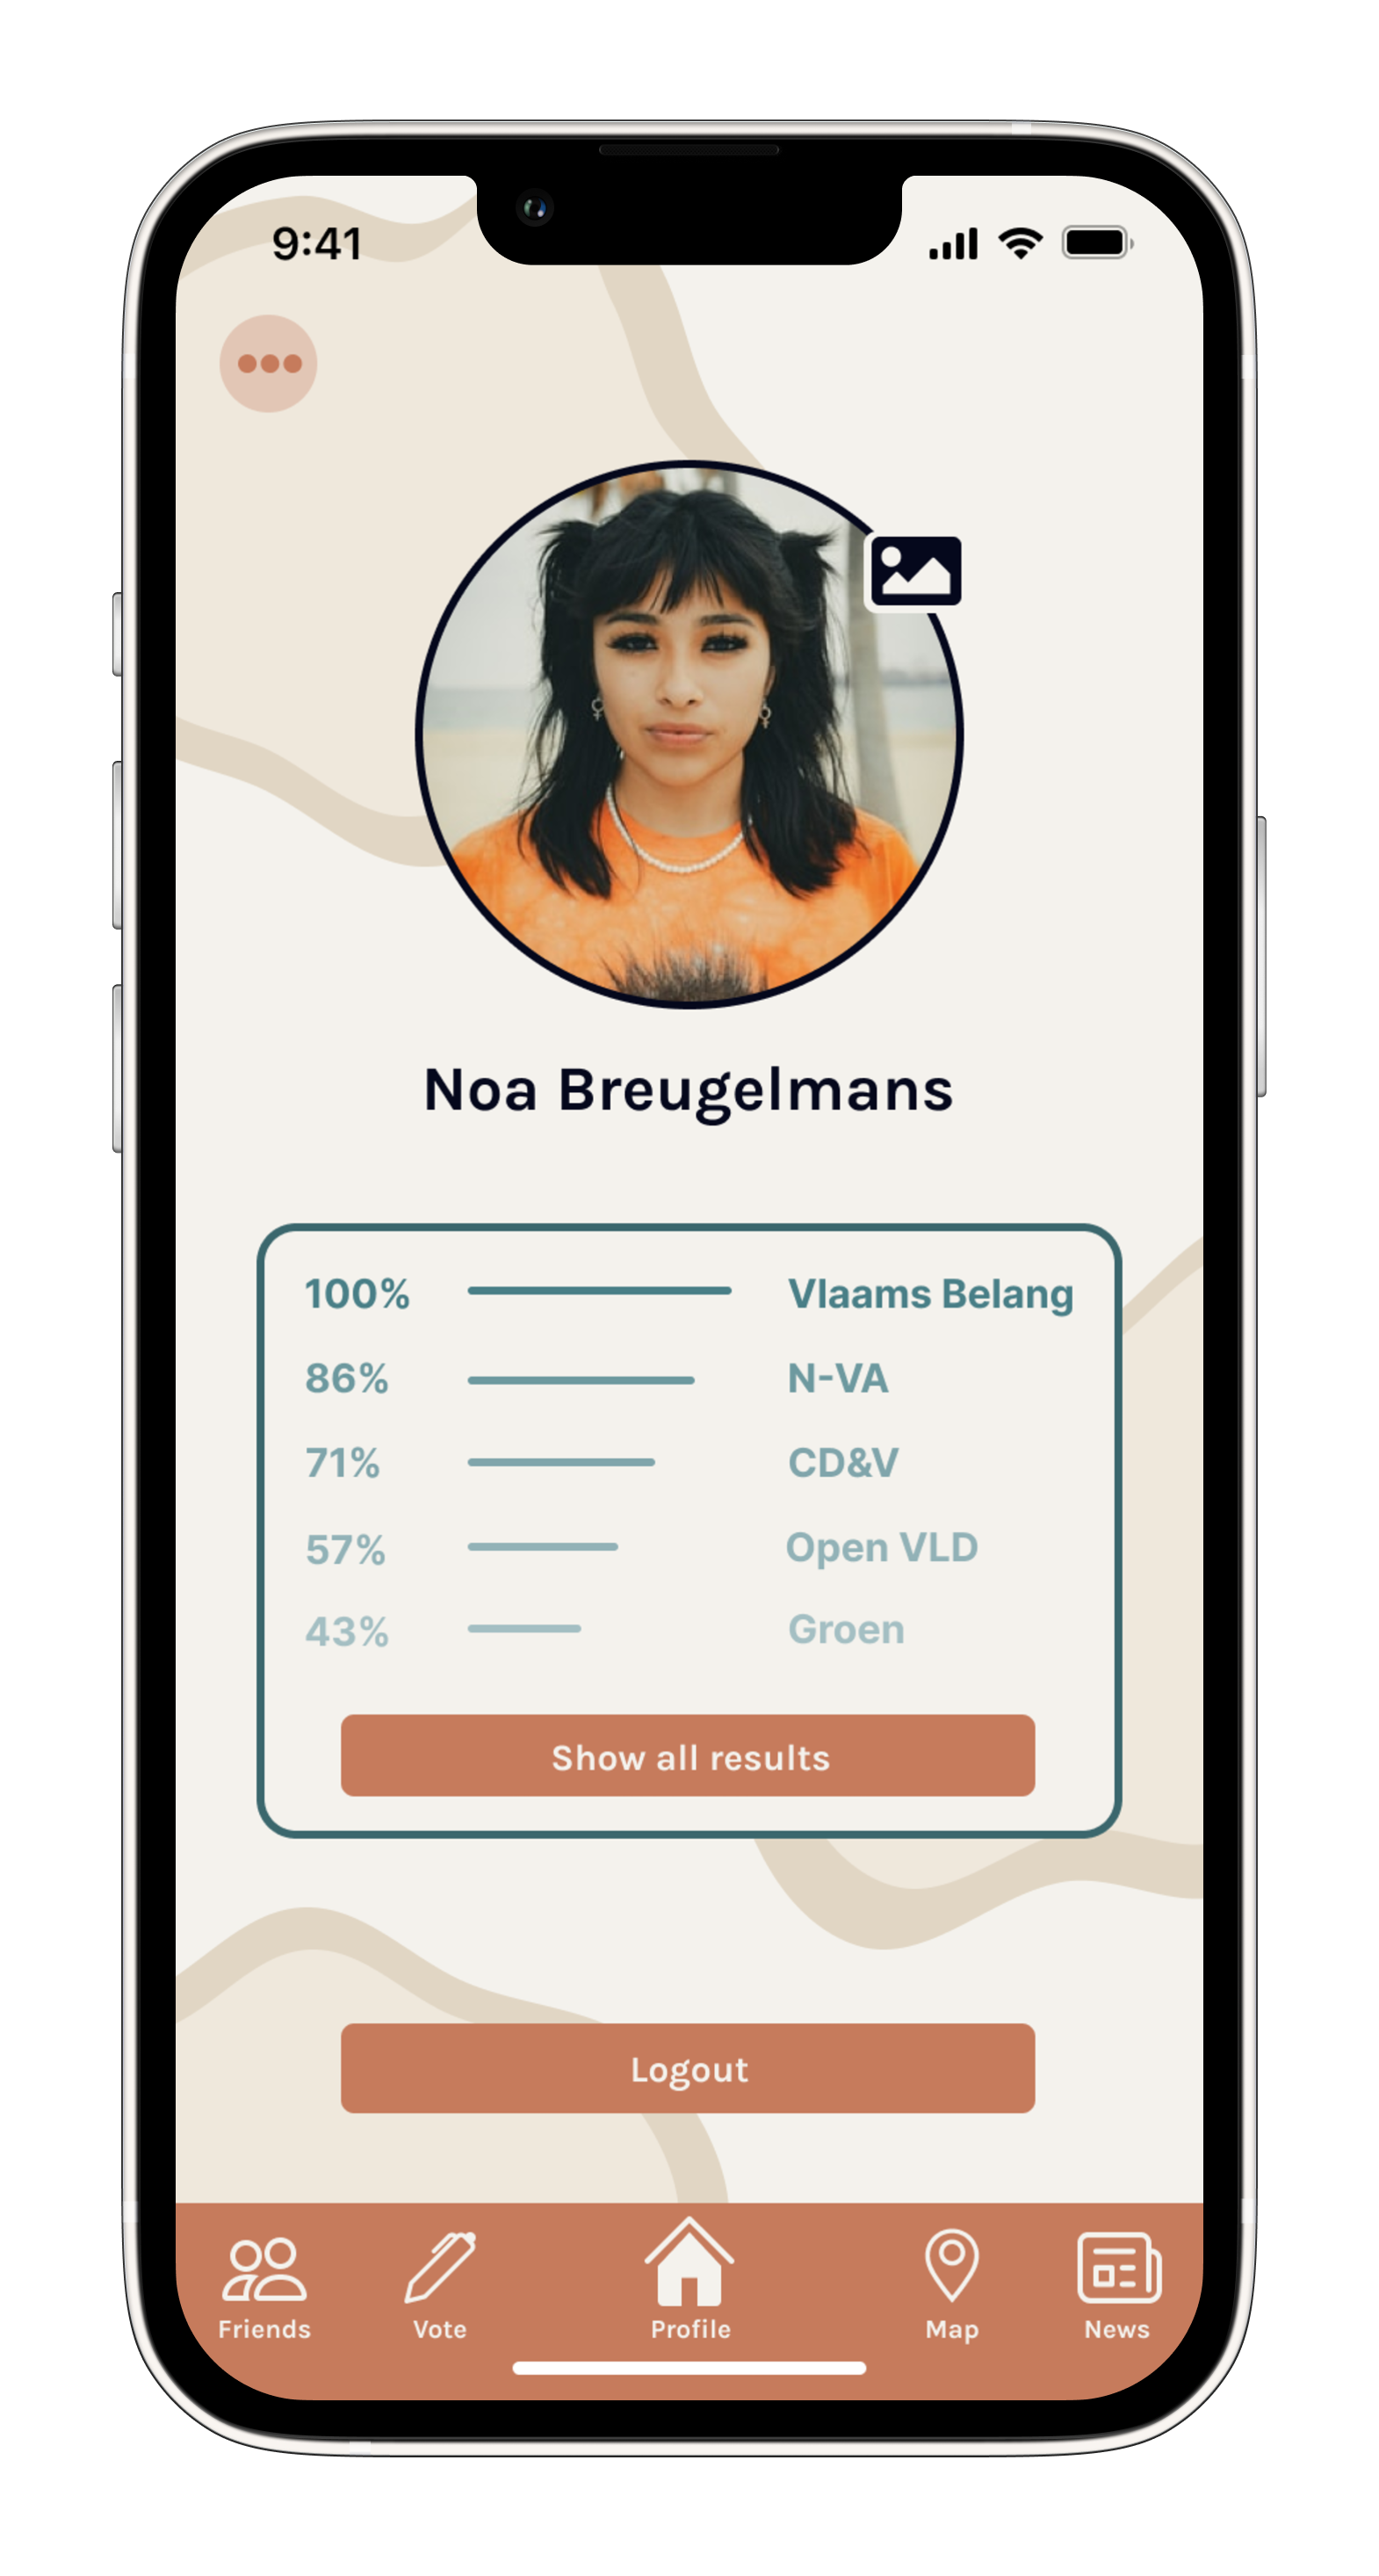 9:41
Noa Breugelmans
100% Vlaams Belang
86% N-VA
71% CD&V
57% Open VLD
43% Groen
Show all results
Logout
Friends Vote Profile Map News